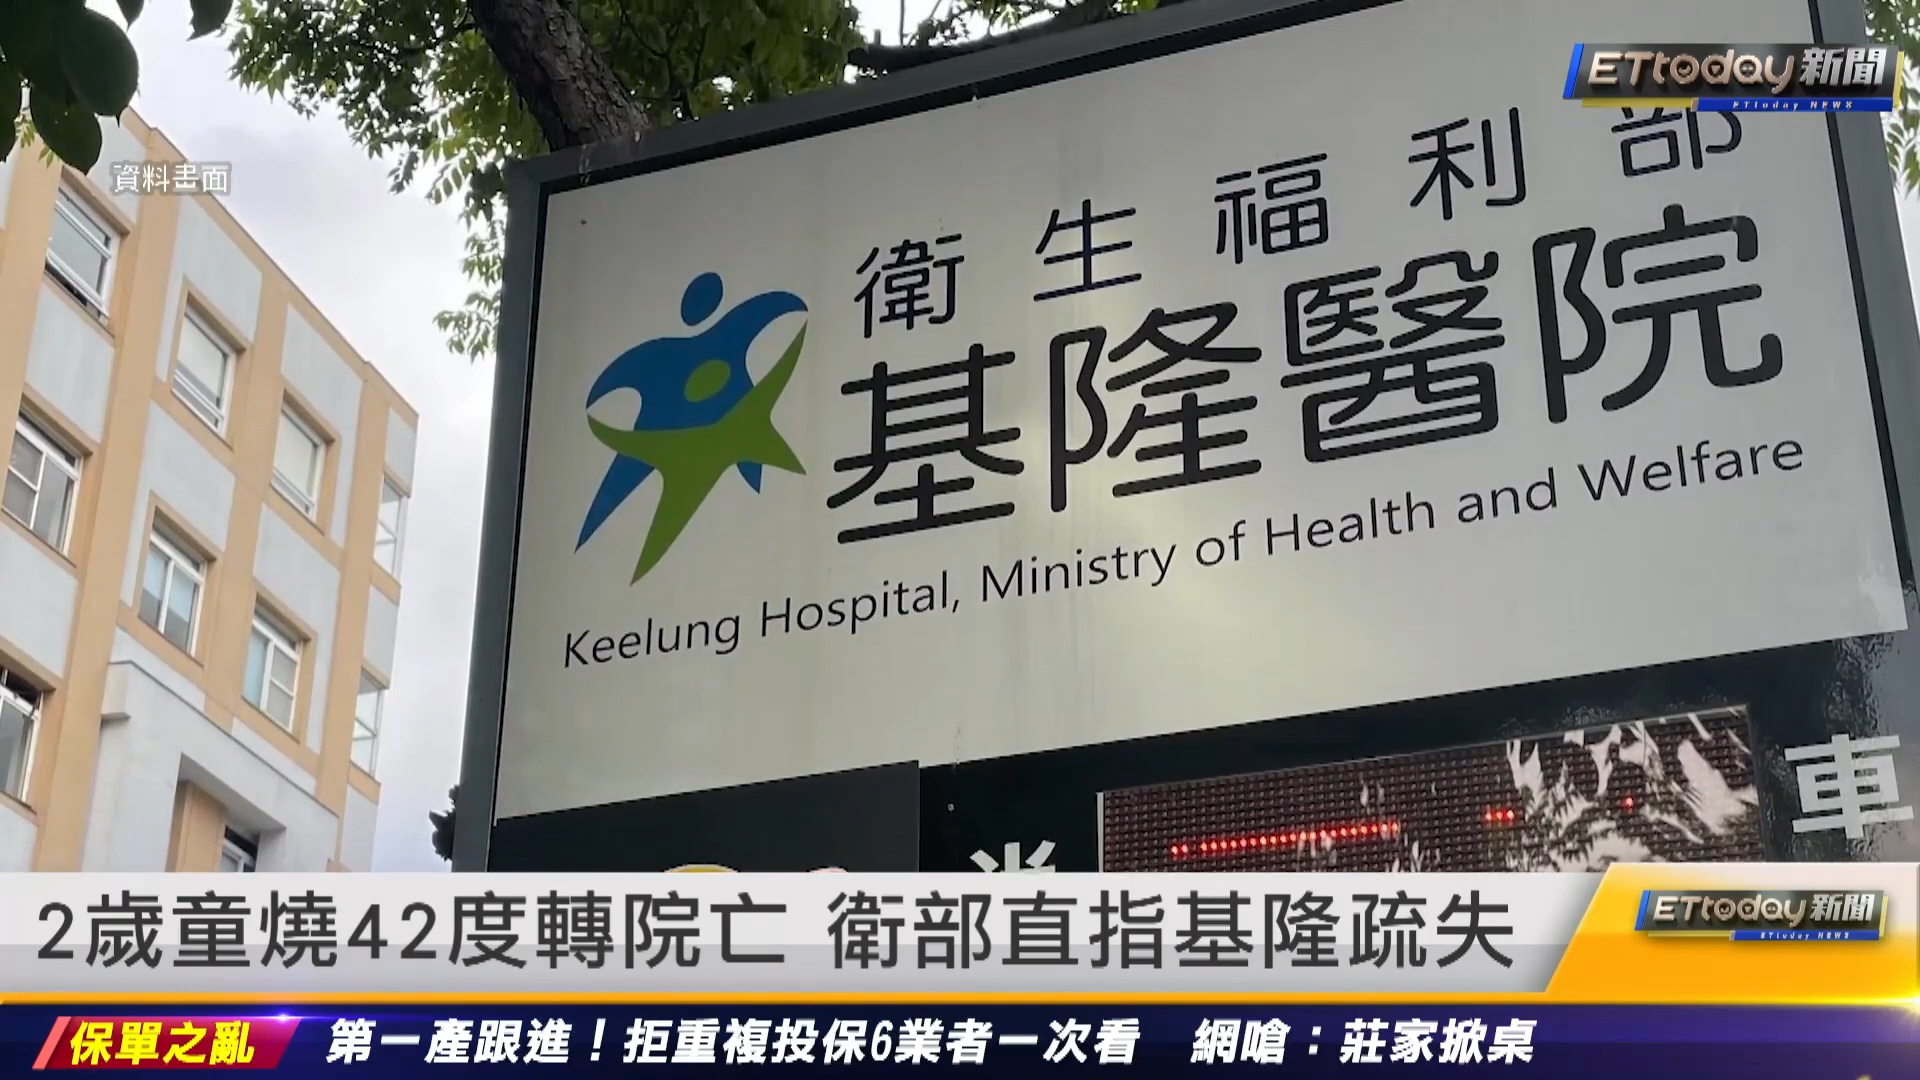 ETtoday新聞
ETtoday NEWS
資料畫面
衛生福利部
基隆醫院
Keelung Hospital, Ministry of Health and Welfare
車
2歲童燒42度轉院亡 衛部直指基隆疏失
ETtoday新聞
ETtoday NEWS
保單之亂 第一產跟進！拒重複投保6業者一次看 網嗆：莊家掀桌